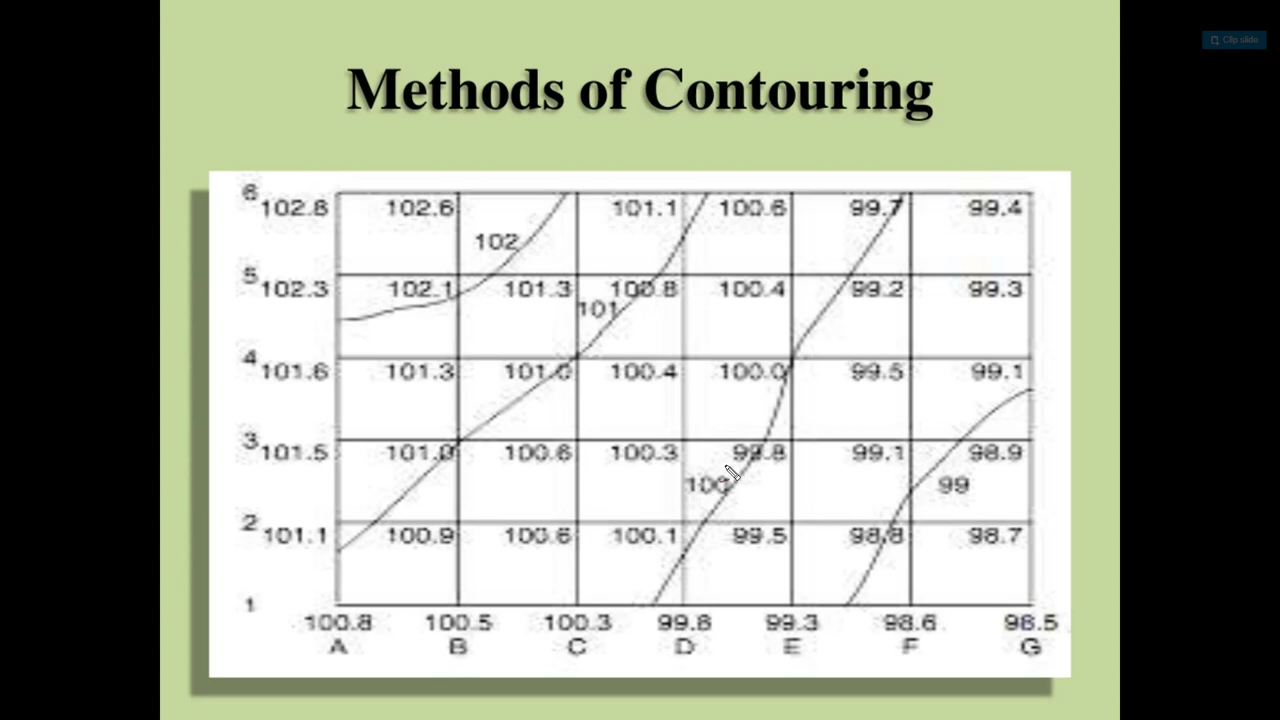 Clip slide
Methods of Contouring
6
102.8 102.6 101.1 100.6 99.7 99.4
102
5
102.3 102.1 101.3 100.8 100.4 99.2 99.3
101
4
101.6 101.3 101.0 100.4 100.0 99.5 99.1
3
101.5 101.0 100.6 100.3 99.8 99.1 98.9
100 99
2
101.1 100.9 100.6 100.1 99.5 98.8 98.7
1
100.8 100.5 100.3 99.8 99.3 98.6 98.5
A B C D E F G